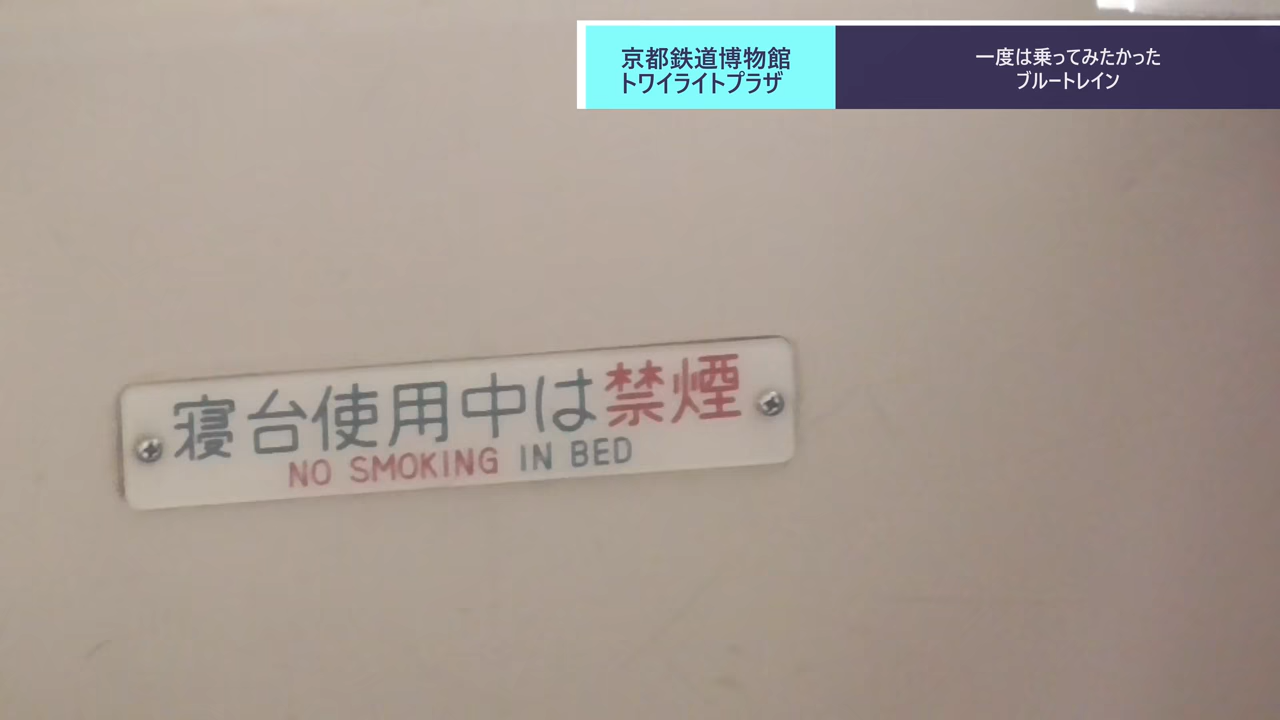 京都鉄道博物館
トワイライトプラザ
一度は乗ってみたかった
ブルートレイン
寝台使用中は禁煙
NO SMOKING IN BED